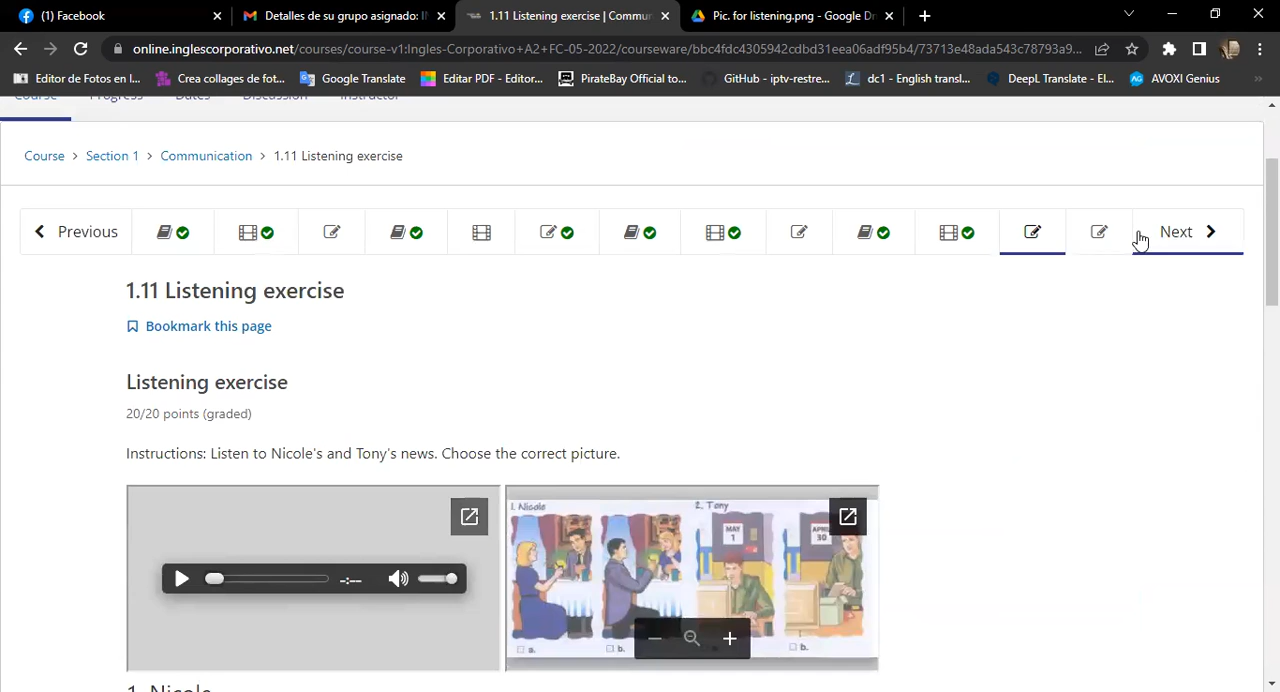 (1) Facebook
Detalles de su grupo asignado: I
1.11 Listening exercise | Commu
Pic. for listening.png - Google Dr
online.inglescorporativo.net/courses/course-v1:Ingles-Corporativo+A2+FC-05-2022/courseware/bbc4fdc4305942cdbd31eea06adf95b4/73713e48ada543c78793a9...
Editor de Fotos en l...
Crea collages de fot...
Google Translate
Editar PDF - Editor...
PirateBay Official to...
GitHub - iptv-restre...
dc1 - English transl...
DeepL Translate - El...
AVOXI Genius
Course
Progress
Dates
Discussion
Instructor
Course > Section 1 > Communication > 1.11 Listening exercise
Previous
Next
1.11 Listening exercise
Bookmark this page
Listening exercise
20/20 points (graded)
Instructions: Listen to Nicole's and Tony's news. Choose the correct picture.
1. Nicole
2. Tony
MAY
1
APRIL
30
-:--
a.
b.
b.
1. Nicole